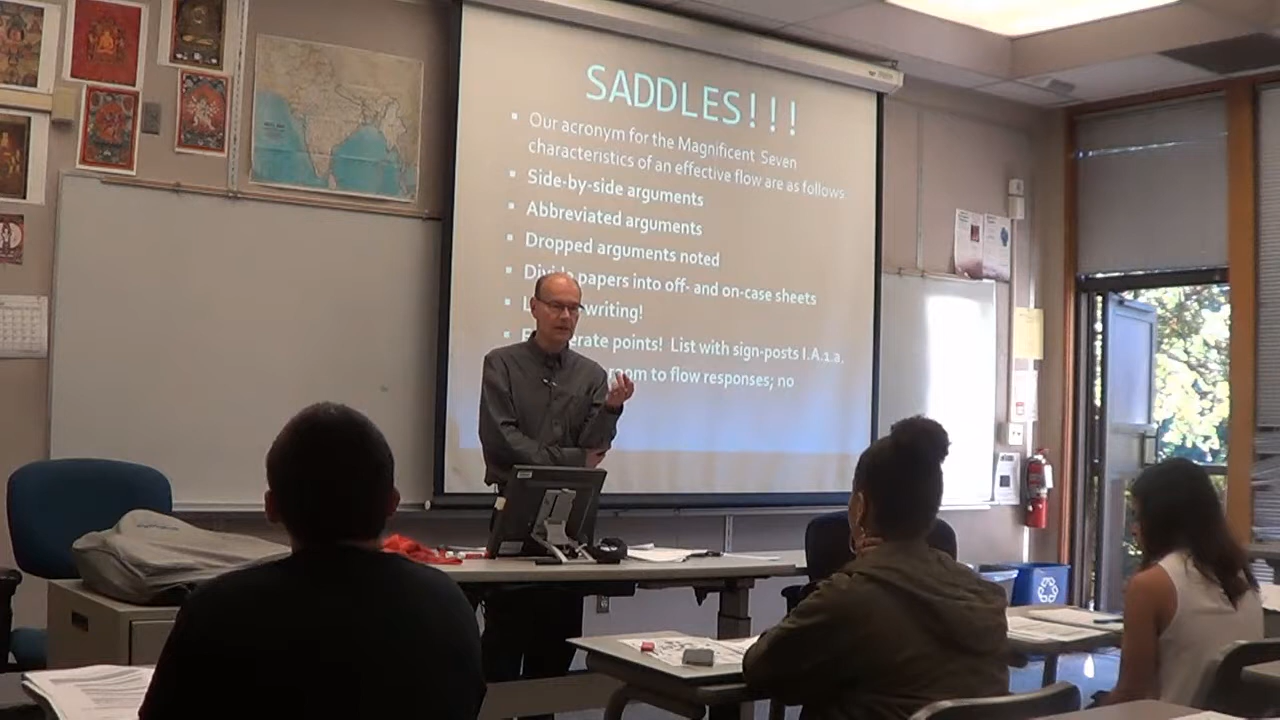 SADDLES!!!
Our acronym for the Magnificent Seven
characteristics of an effective flow are as follows
Side-by-side arguments
Abbreviated arguments
Dropped arguments noted
papers into off- and on-case sheets
writing!
points! List with sign-posts I.A.1.a.
room to flow responses; no